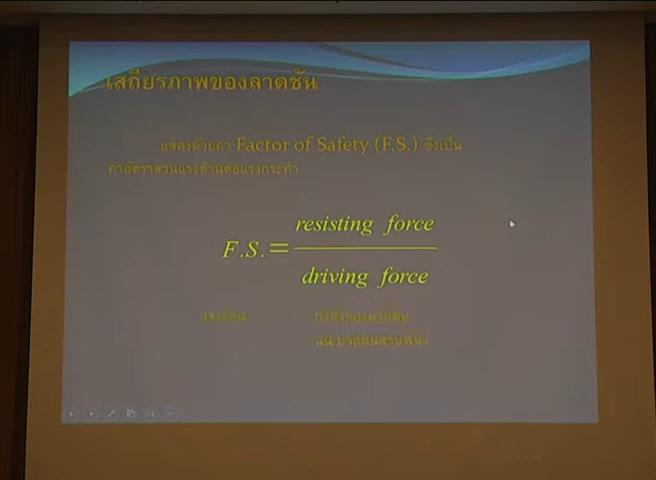 เสถียรภาพของลาดชัน
แสดงด้วยค่า Factor of Safety (F.S.) ซึ่งเป็น
ค่าอัตราส่วนแรงต้านต่อแรงกระทำ
F.S. = resisting force
driving force